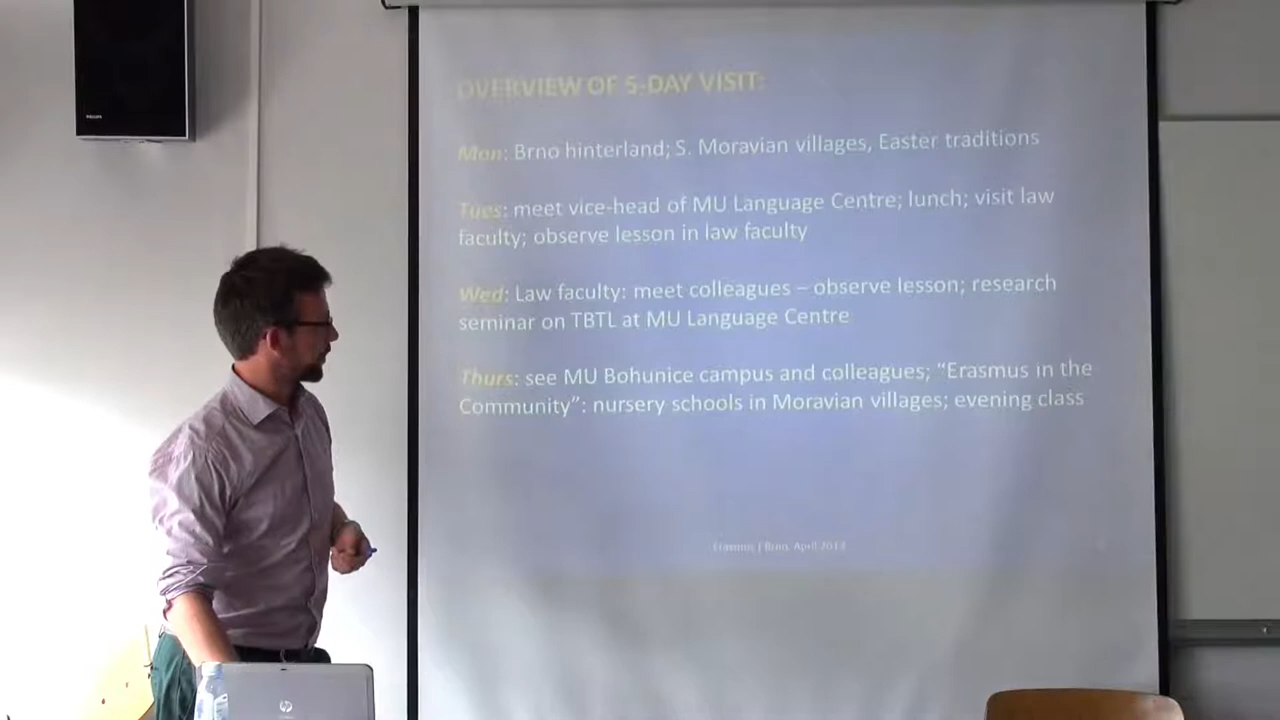 PHILIPS
OVERVIEW OF 5-DAY VISIT:
Mon: Brno hinterland; S. Moravian villages, Easter traditions
Tues: meet vice-head of MU Language Centre; lunch; visit law
faculty; observe lesson in law faculty
Wed: Law faculty: meet colleagues – observe lesson; research
seminar on TBTL at MU Language Centre
Thurs: see MU Bohunice campus and colleagues; “Erasmus in the
Community”: nursery schools in Moravian villages; evening class
Erasmus | Brno, April 2013
hp